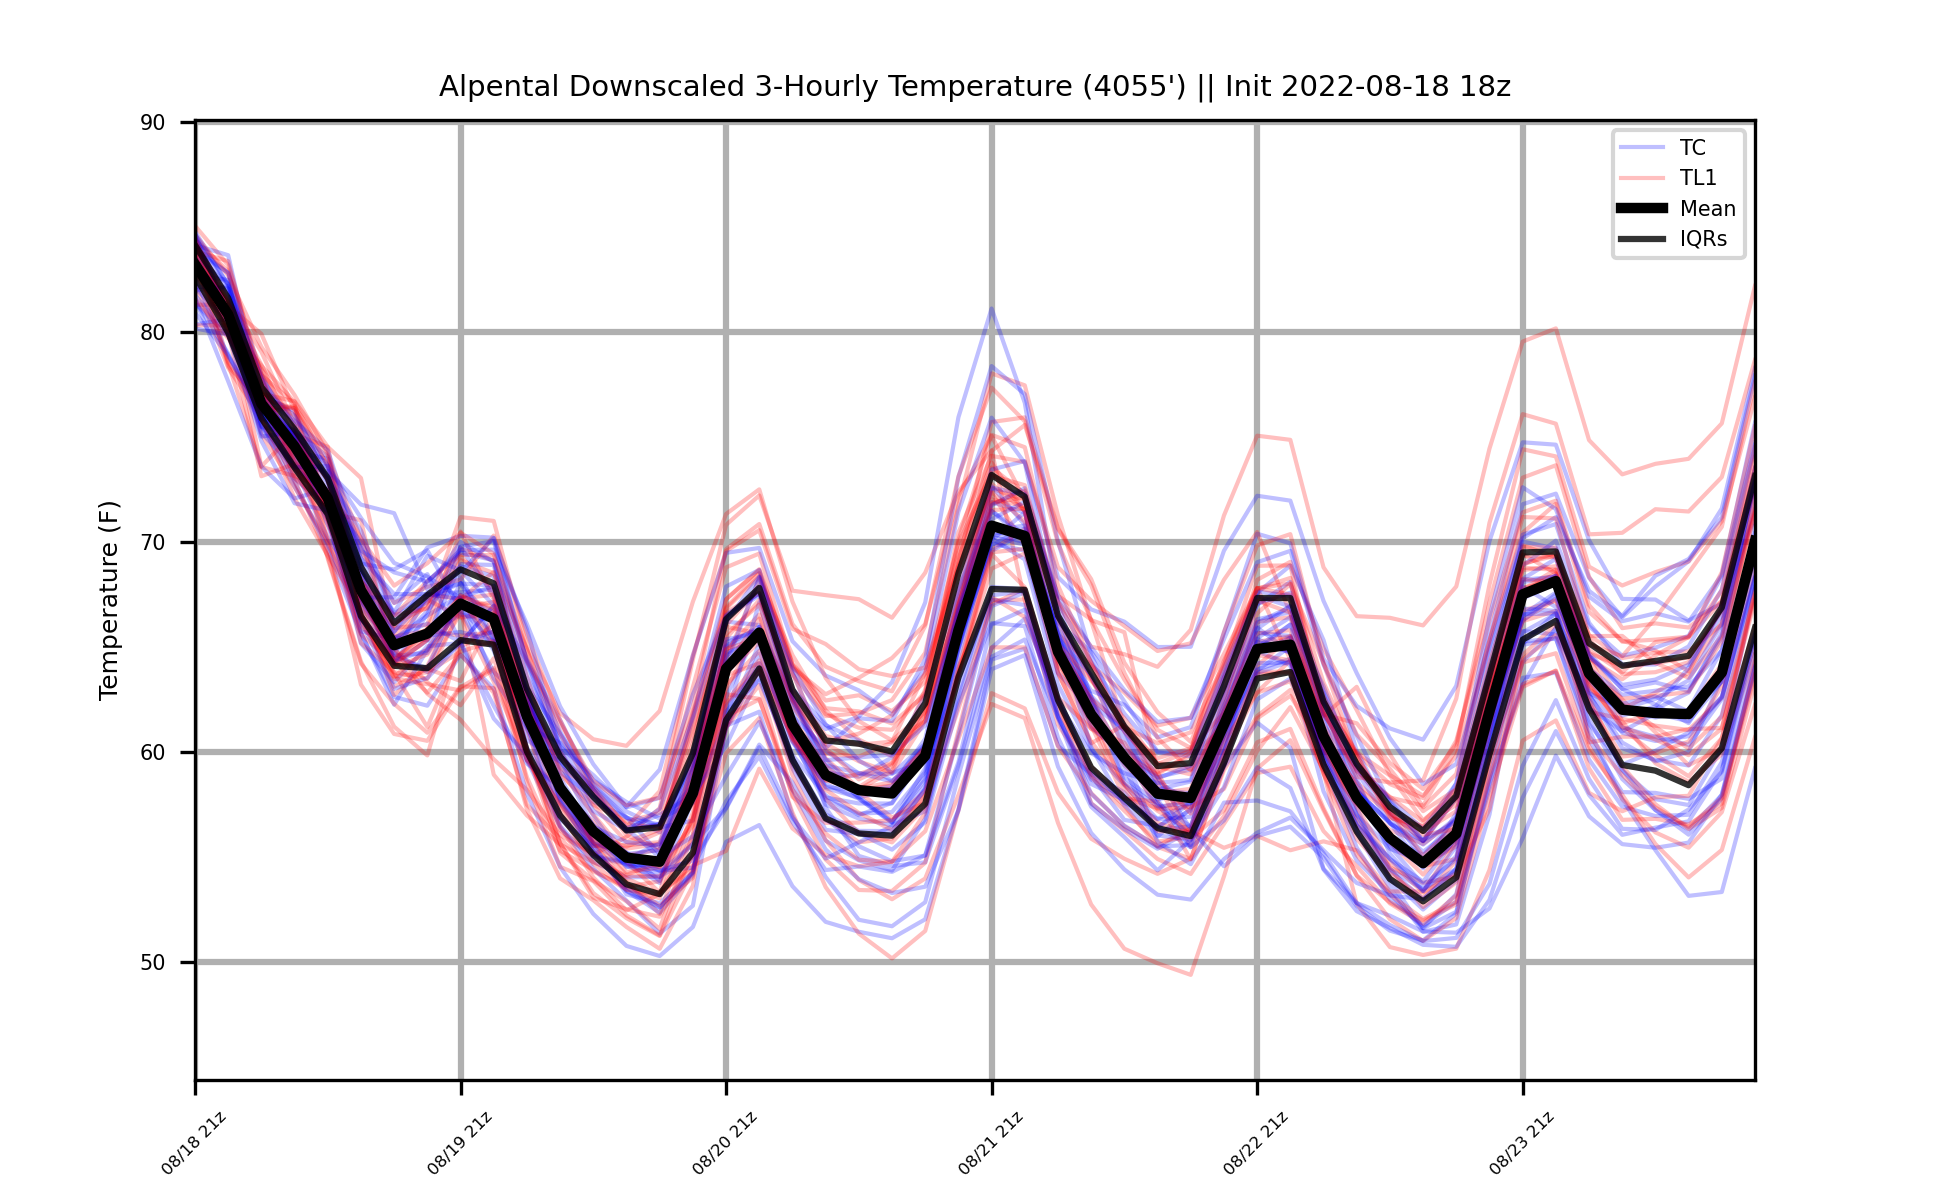 Alpental Downscaled 3-Hourly Temperature (4055') || Init 2022-08-18 18z
TC
TL1
Mean
IQRs
Temperature (F)
90
80
70
60
50
08/18 21z
08/19 21z
08/20 21z
08/21 21z
08/22 21z
08/23 21z